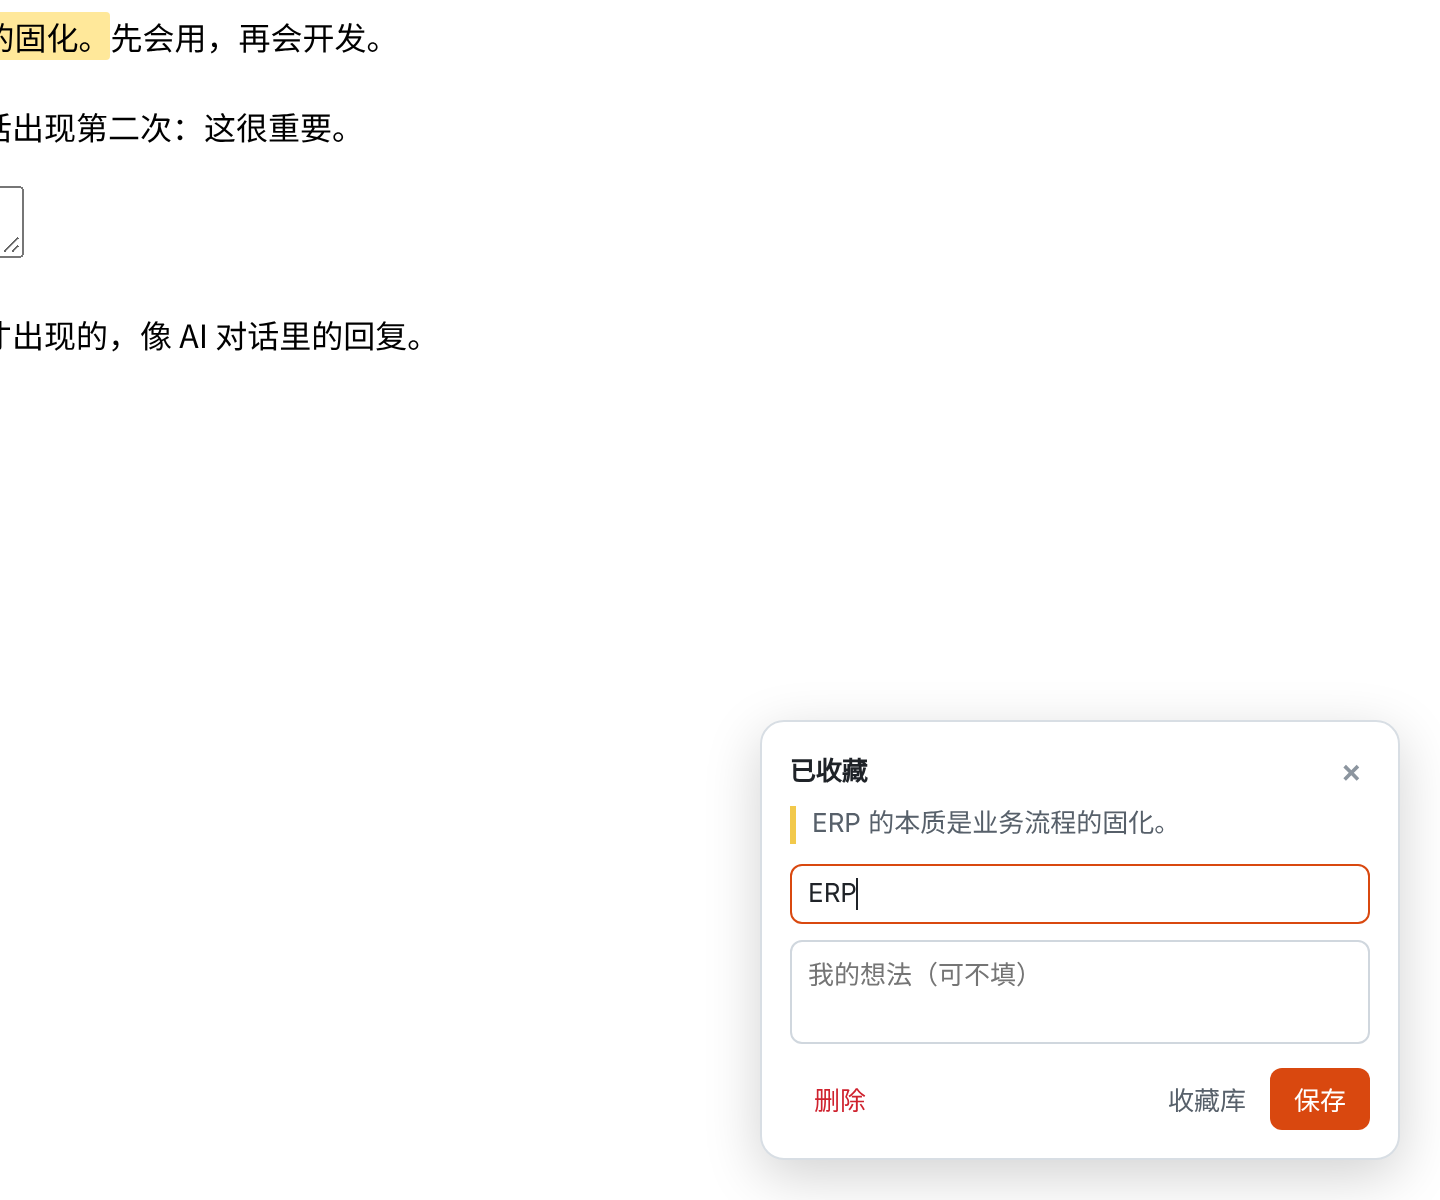 的固化。先会用，再会开发。
话出现第二次：这很重要。
才出现的，像 AI 对话里的回复。
已收藏
×
ERP 的本质是业务流程的固化。
ERP
我的想法（可不填）
删除
收藏库
保存